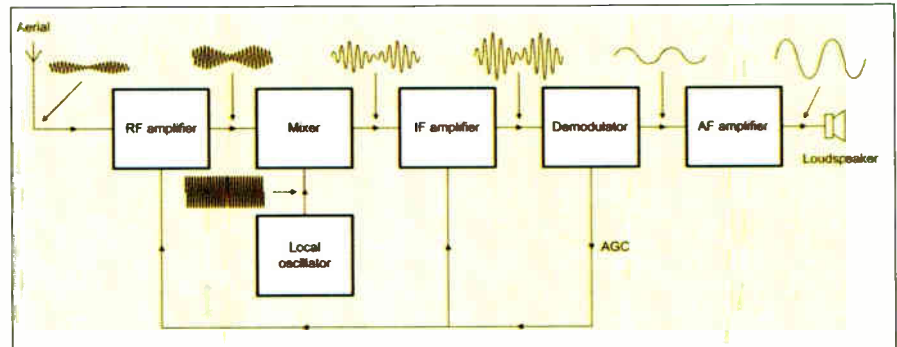 Aerial
RF amplifier
Mixer
IF amplifier
Demodulator
AF amplifier
Loudspeaker
Local
oscillator
AGC